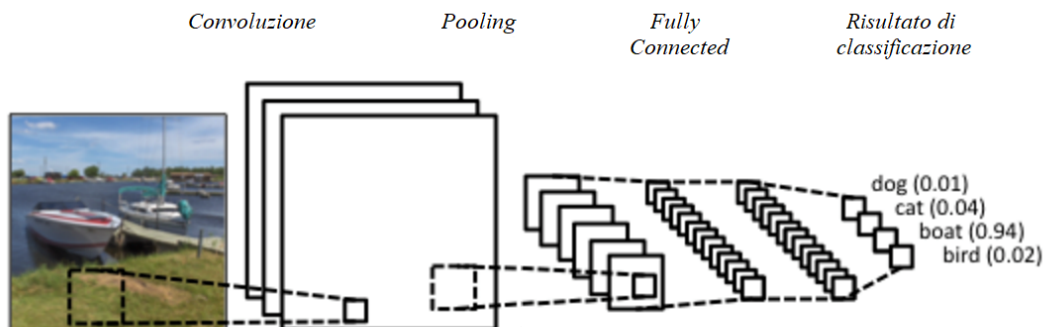 Convoluzione
Pooling
Fully
Connected
Risultato di
classificazione
dog (0.01)
cat (0.04)
boat (0.94)
bird (0.02)